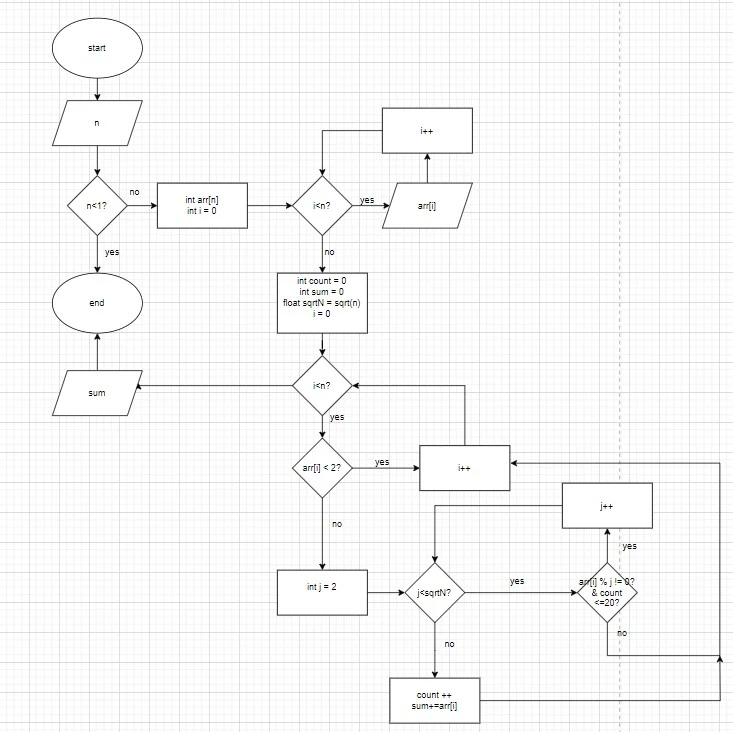 start
n
i++
n<1?
no
int arr[n]
int i = 0
i<n?
yes
arr[i]
yes
no
end
int count = 0
int sum = 0
float sqrtN = sqrt(n)
i = 0
sum
i<n?
yes
arr[i] < 2?
yes
i++
no
j++
yes
int j = 2
j<sqrtN?
yes
arr[i] % j != 0?
& count
<=20?
no
no
count ++
sum+=arr[i]